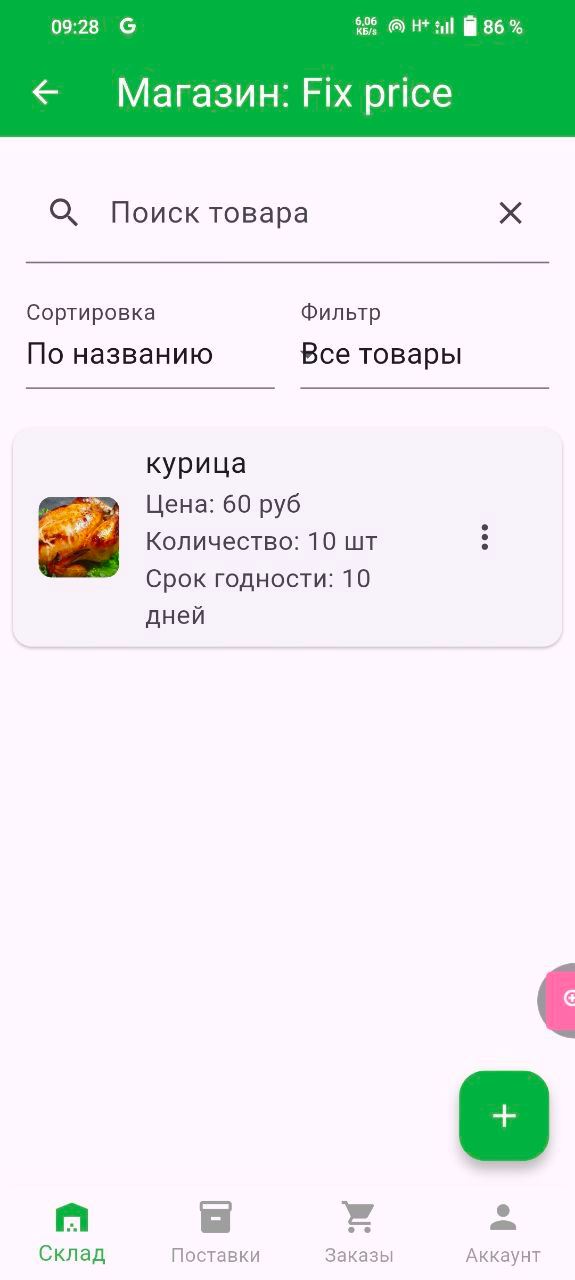 09:28 G 6,06 КБ/s H+ 86 %
Магазин: Fix price
Поиск товара
Сортировка Фильтр
По названию Все товары
курица
Цена: 60 руб
Количество: 10 шт
Срок годности: 10
дней
Склад Поставки Заказы Аккаунт